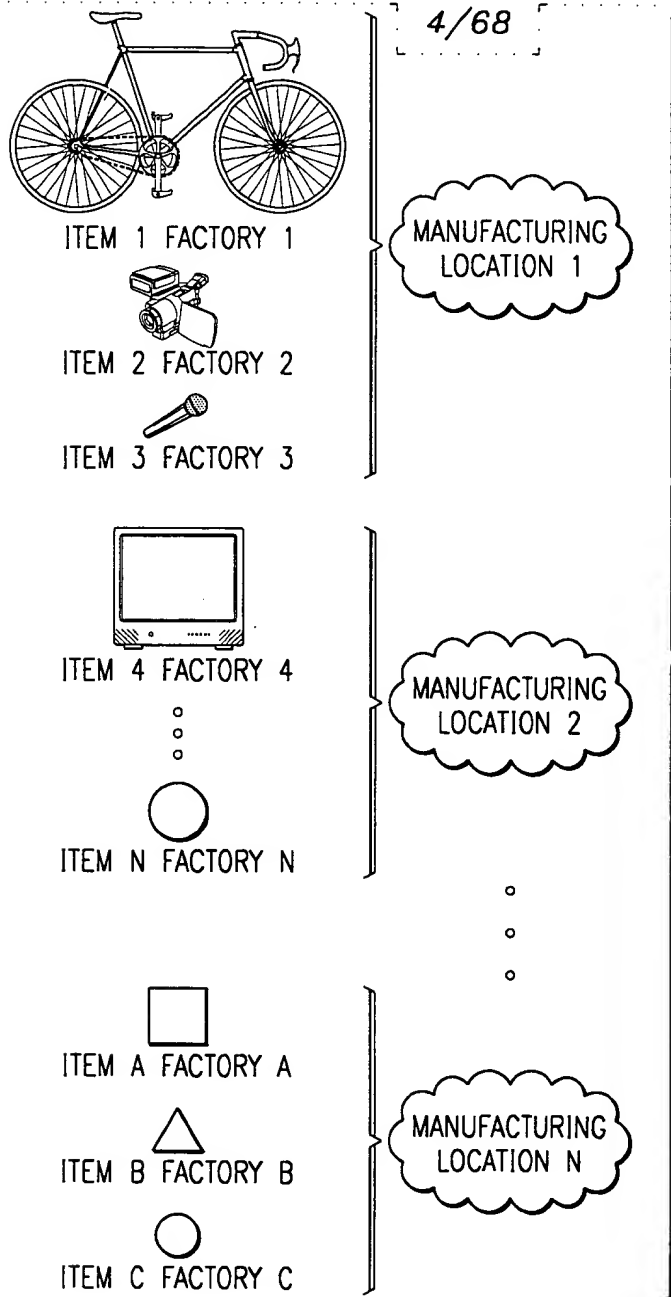 4/68
ITEM 1 FACTORY 1
MANUFACTURING
LOCATION 1
ITEM 2 FACTORY 2
ITEM 3 FACTORY 3
ITEM 4 FACTORY 4
MANUFACTURING
LOCATION 2
ITEM N FACTORY N
ITEM A FACTORY A
ITEM B FACTORY B
MANUFACTURING
LOCATION N
ITEM C FACTORY C